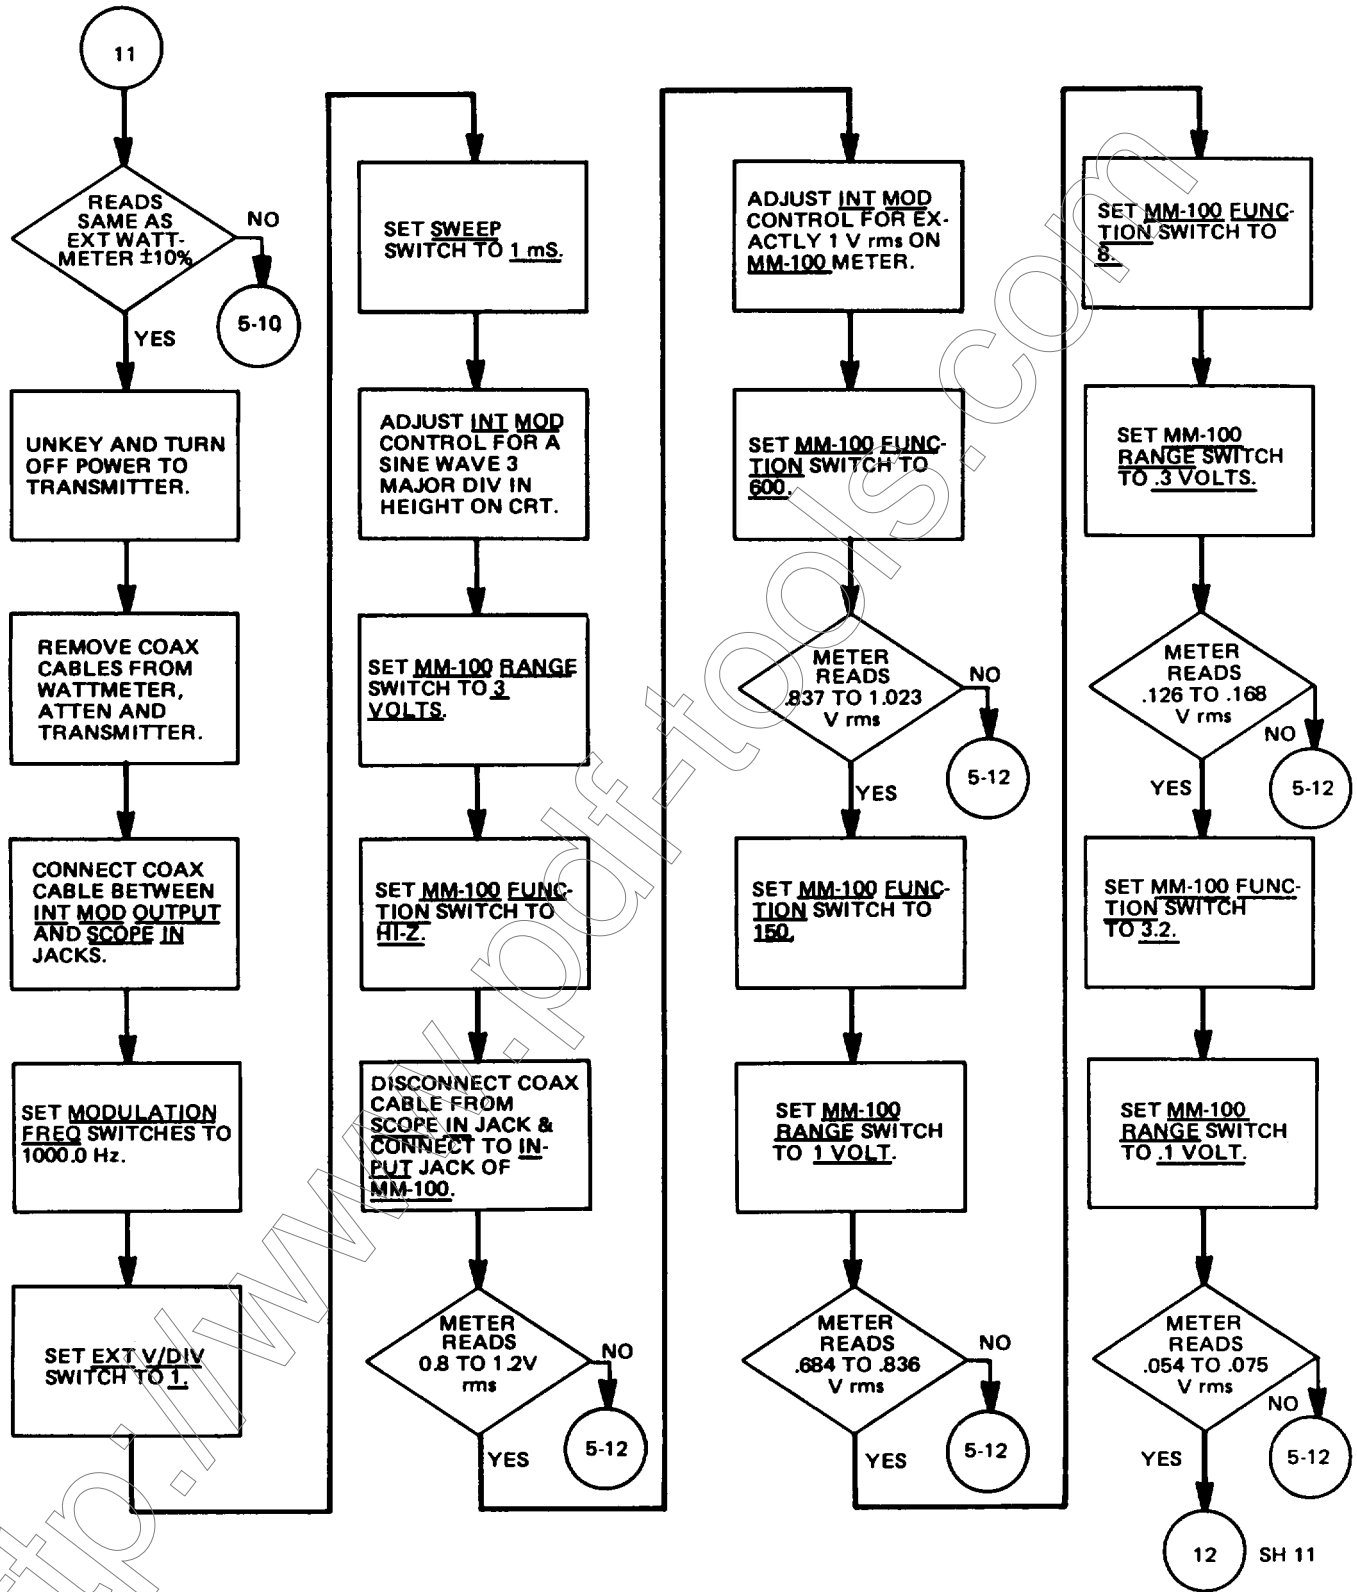 11
READS
SAME AS
EXT WATT-
METER ±10%
NO
5-10
YES
UNKEY AND TURN
OFF POWER TO
TRANSMITTER.
REMOVE COAX
CABLES FROM
WATTMETER,
ATTEN AND
TRANSMITTER.
CONNECT COAX
CABLE BETWEEN
INT MOD OUTPUT
AND SCOPE IN
JACKS.
SET MODULATION
FREQ SWITCHES TO
1000.0 Hz.
SET EXT V/DIV
SWITCH TO 1.
SET SWEEP
SWITCH TO 1 mS.
ADJUST INT MOD
CONTROL FOR A
SINE WAVE 3
MAJOR DIV IN
HEIGHT ON CRT.
SET MM-100 RANGE
SWITCH TO 3
VOLTS.
SET MM-100 FUNC-
TION SWITCH TO
HI-Z.
DISCONNECT COAX
CABLE FROM
SCOPE IN JACK &
CONNECT TO IN-
PUT JACK OF
MM-100.
METER
READS
0.8 TO 1.2V
rms
NO
5-12
YES
ADJUST INT MOD
CONTROL FOR EX-
ACTLY 1 V rms ON
MM-100 METER.
SET MM-100 FUNC-
TION SWITCH TO
600.
METER
READS
.837 TO 1.023
V rms
NO
5-12
YES
SET MM-100 FUNC-
TION SWITCH TO
150.
SET MM-100
RANGE SWITCH
TO 1 VOLT.
METER
READS
.684 TO .836
V rms
NO
5-12
YES
SET MM-100 FUNC-
TION SWITCH TO
8.
SET MM-100
RANGE SWITCH
TO .3 VOLTS.
METER
READS
.126 TO .168
V rms
NO
5-12
YES
SET MM-100 FUNC-
TION SWITCH
TO 3.2.
SET MM-100
RANGE SWITCH
TO .1 VOLT.
METER
READS
.054 TO .075
V rms
NO
5-12
YES
12 SH 11
ttp://www.pdf-tools.com